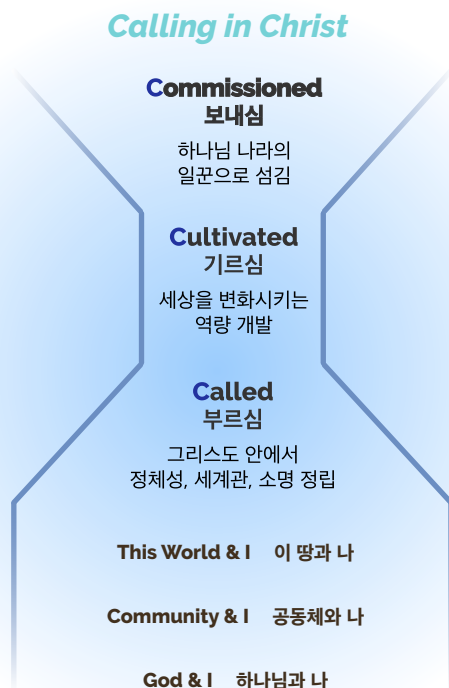 Calling in Christ
Commissioned
보내심
하나님 나라의
일꾼으로 섬김
Cultivated
기르심
세상을 변화시키는
역량 개발
Called
부르심
그리스도 안에서
정체성, 세계관, 소명 정립
This World & I 이 땅과 나
Community & I 공동체와 나
God & I 하나님과 나